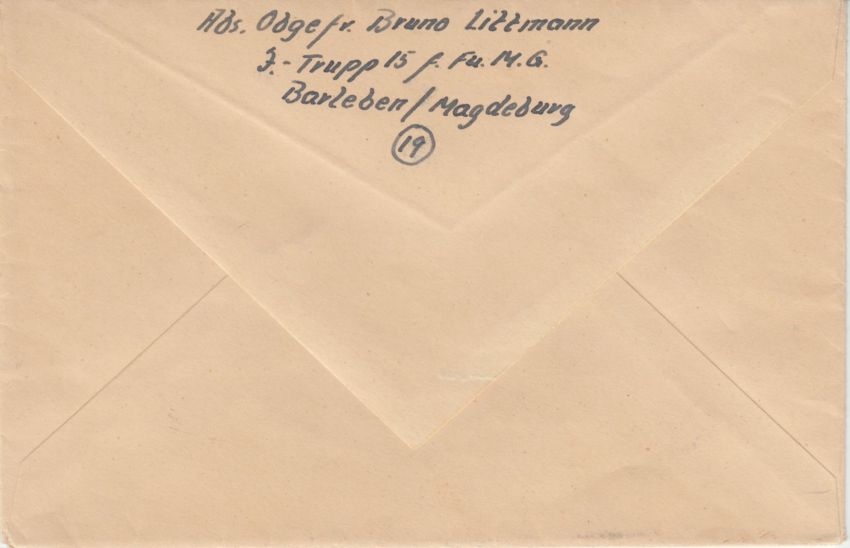 Abs. Obgefr. Bruno Littmann
J.-Trupp 15 f. Fu.M.G.
Barleben/Magdeburg
19